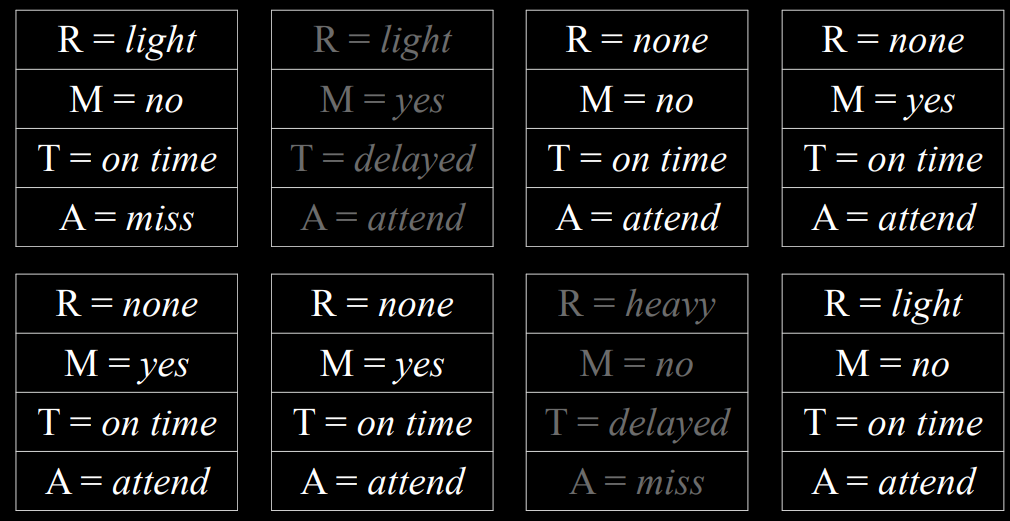 R = light
M = no
T = on time
A = miss
R = light
M = yes
T = delayed
A = attend
R = none
M = no
T = on time
A = attend
R = none
M = yes
T = on time
A = attend
R = none
M = yes
T = on time
A = attend
R = none
M = yes
T = on time
A = attend
R = heavy
M = no
T = delayed
A = miss
R = light
M = no
T = on time
A = attend